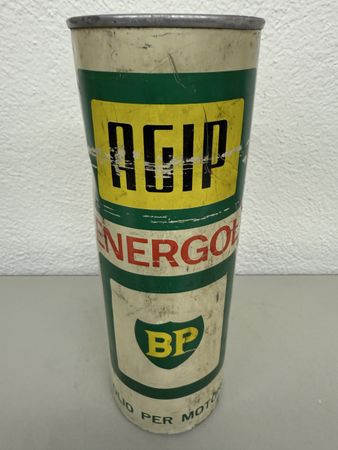 AGIP
ENERGOL
BP
OLIO PER MOTO